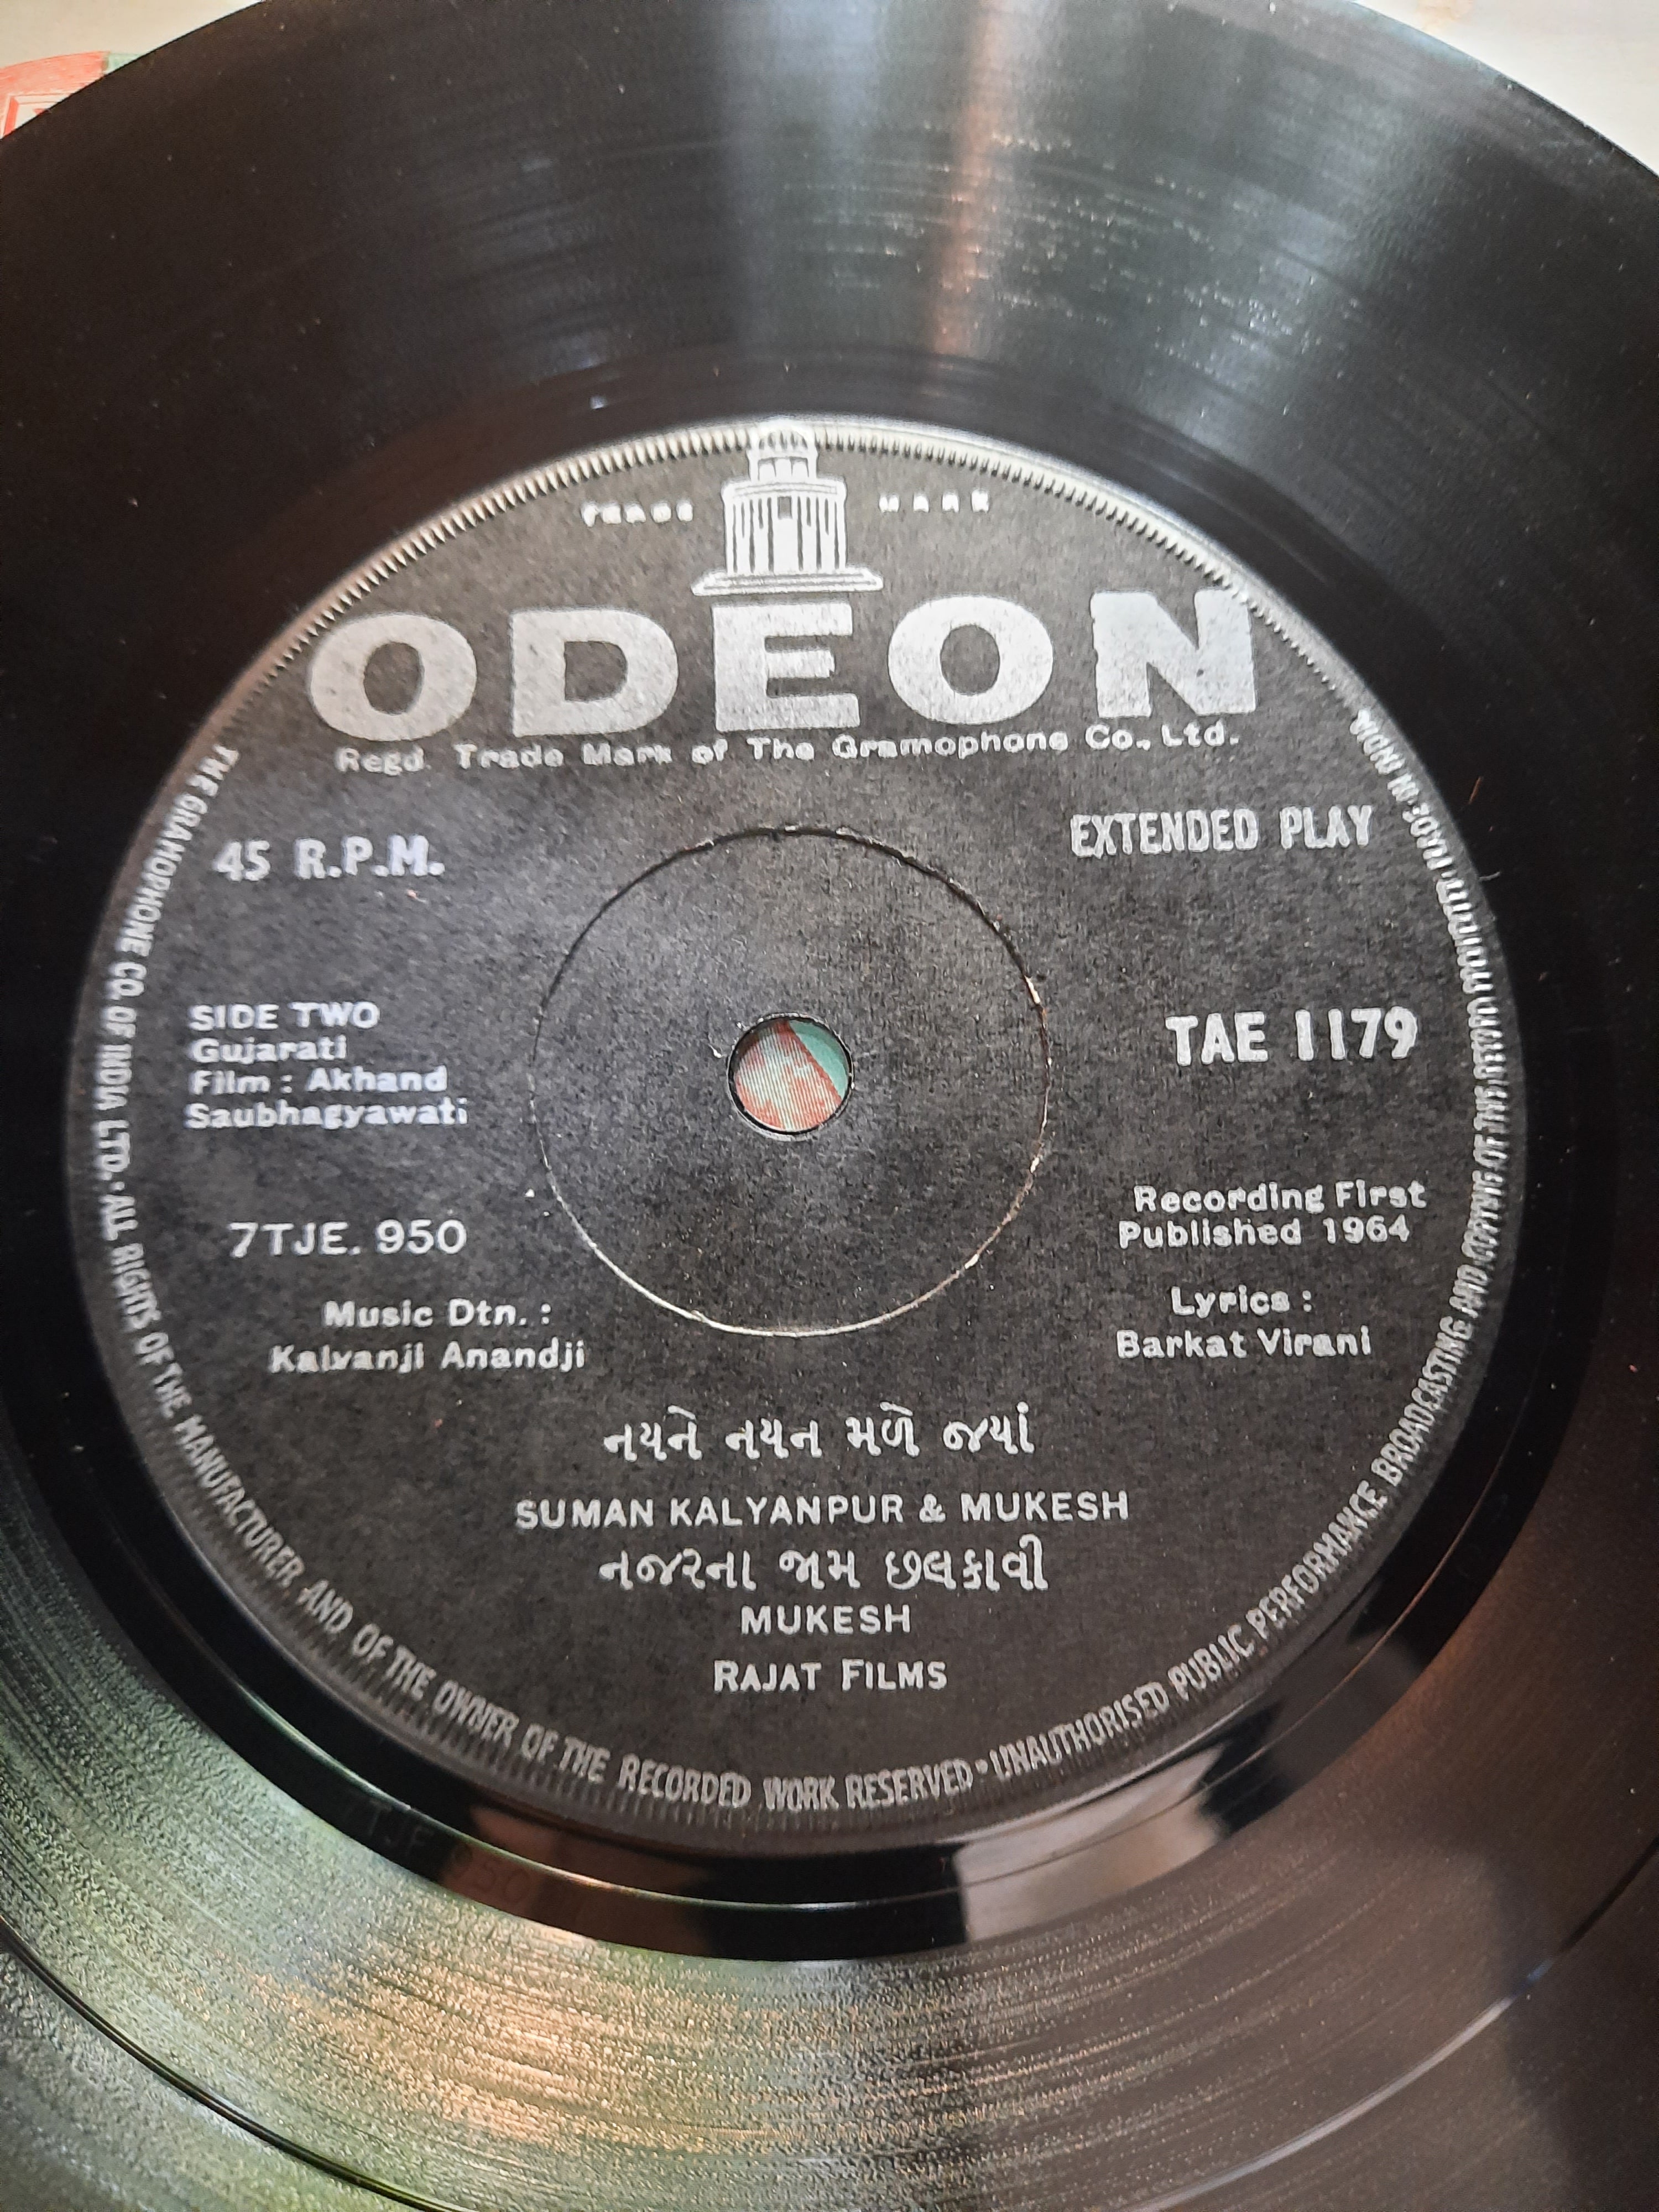 TRADE MARK
ODEON
Regd. Trade Mark of The Gramophone Co., Ltd.
45 R.P.M.
EXTENDED PLAY
SIDE TWO
Gujarati
Film : Akhand
Saubhagyawati
TAE 1179
7TJE. 950
Recording First
Published 1964
Music Dtn. :
Kalyanji Anandji
Lyrics :
Barkat Virani
નયને નયન મળે જયાં
SUMAN KALYANPUR & MUKESH
નજરના જામ છલકાવી
MUKESH
RAJAT FILMS
THE GRAMOPHONE CO. OF INDIA LTD. · ALL RIGHTS OF THE MANUFACTURER AND OF THE OWNER OF THE RECORDED WORK RESERVED · UNAUTHORISED PUBLIC PERFORMANCE BROADCASTING AND COPYING OF THIS RECORD PROHIBITED